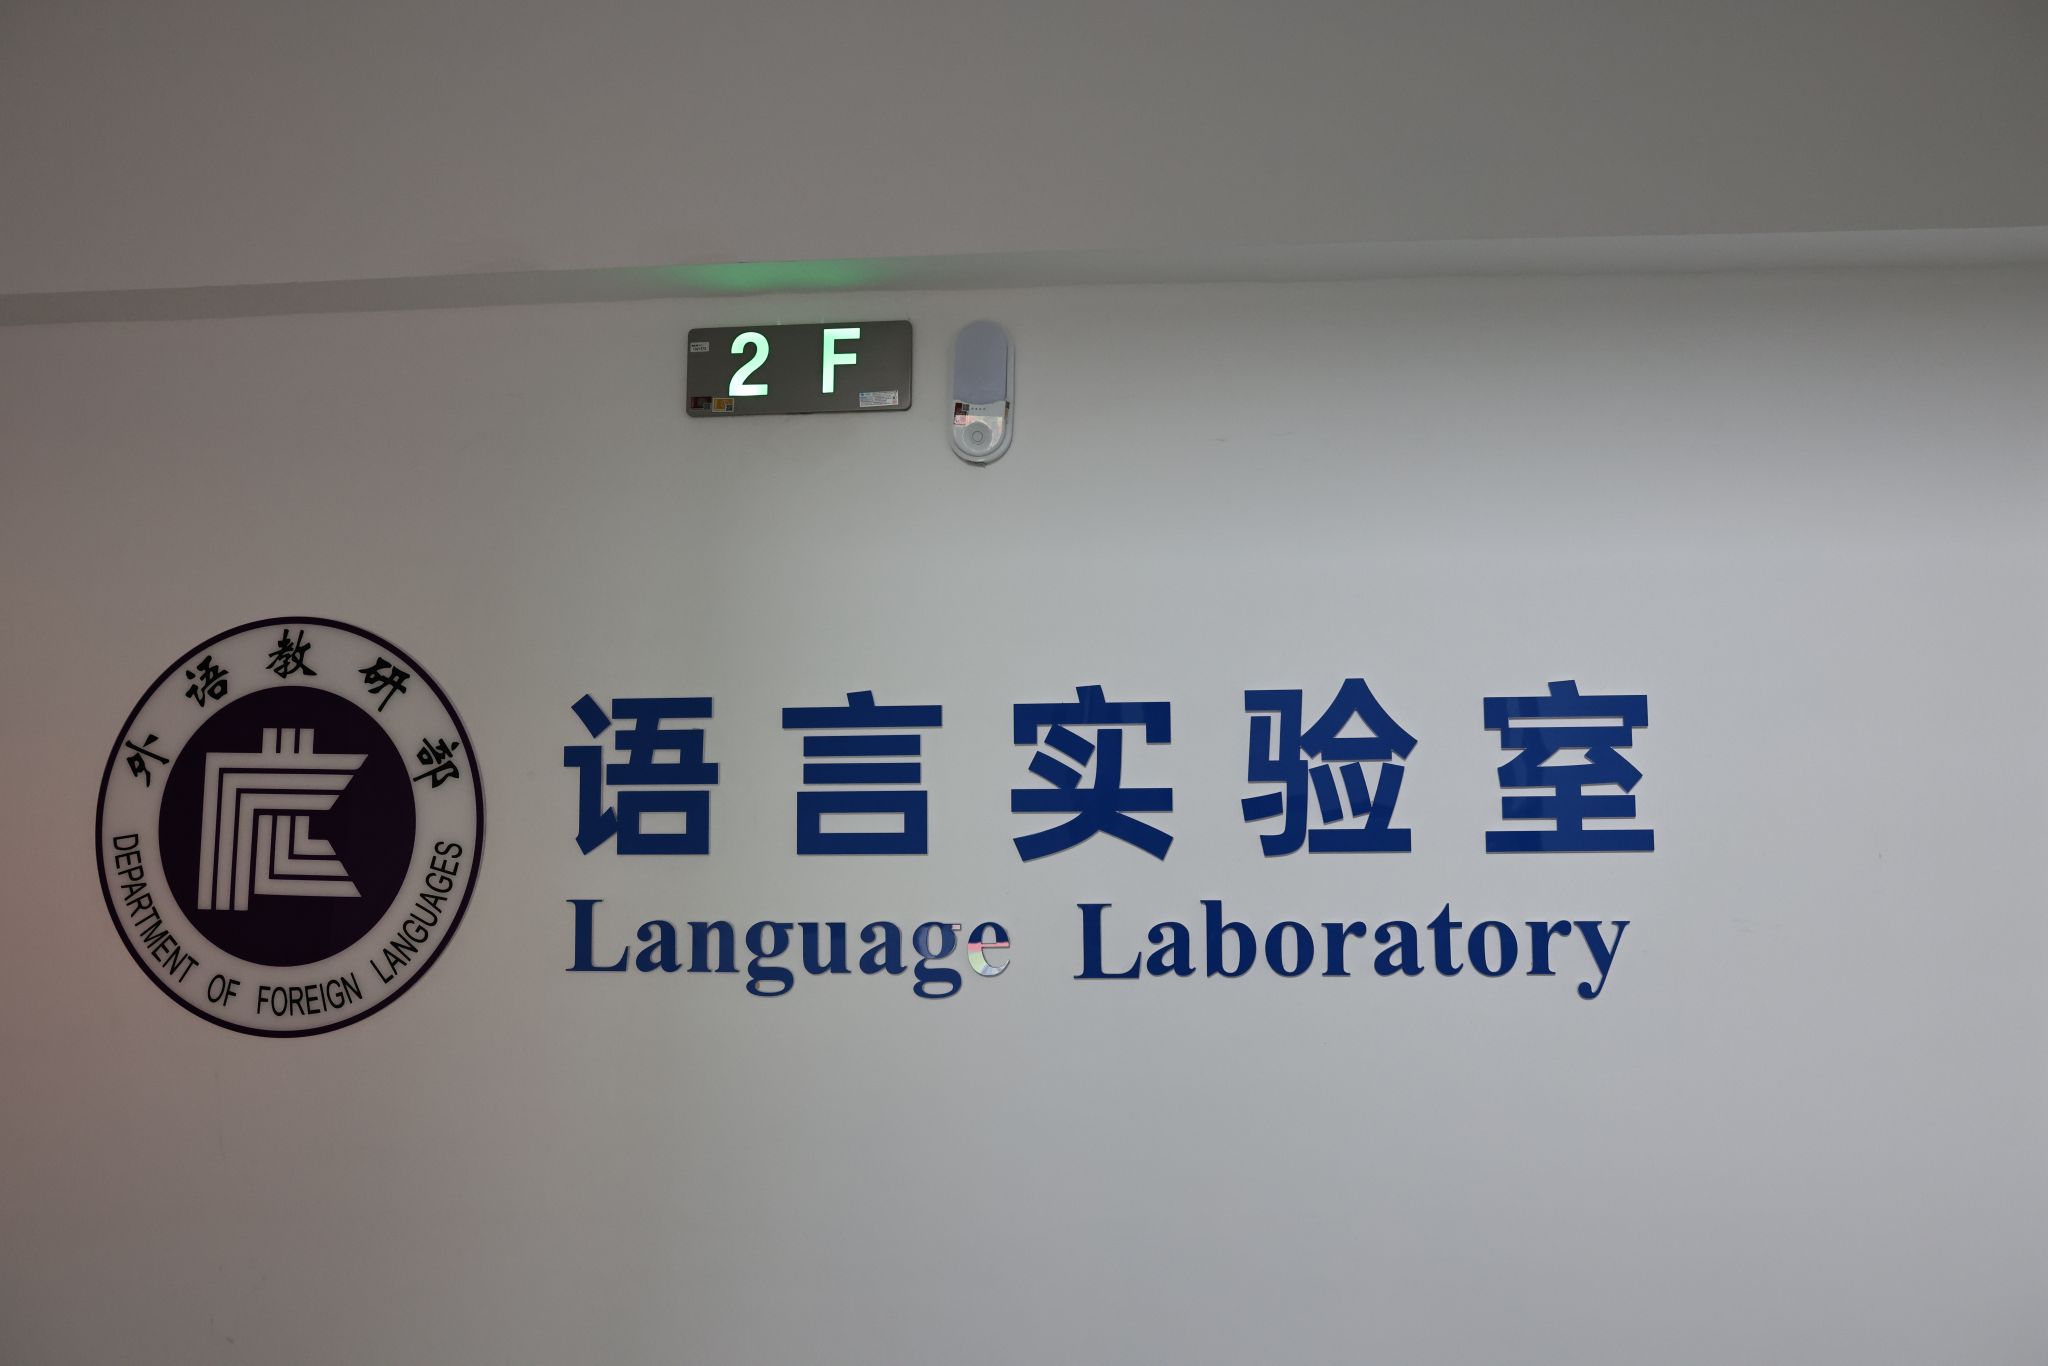 2 F
外语教研部
DEPARTMENT OF FOREIGN LANGUAGES
语言实验室
Language Laboratory